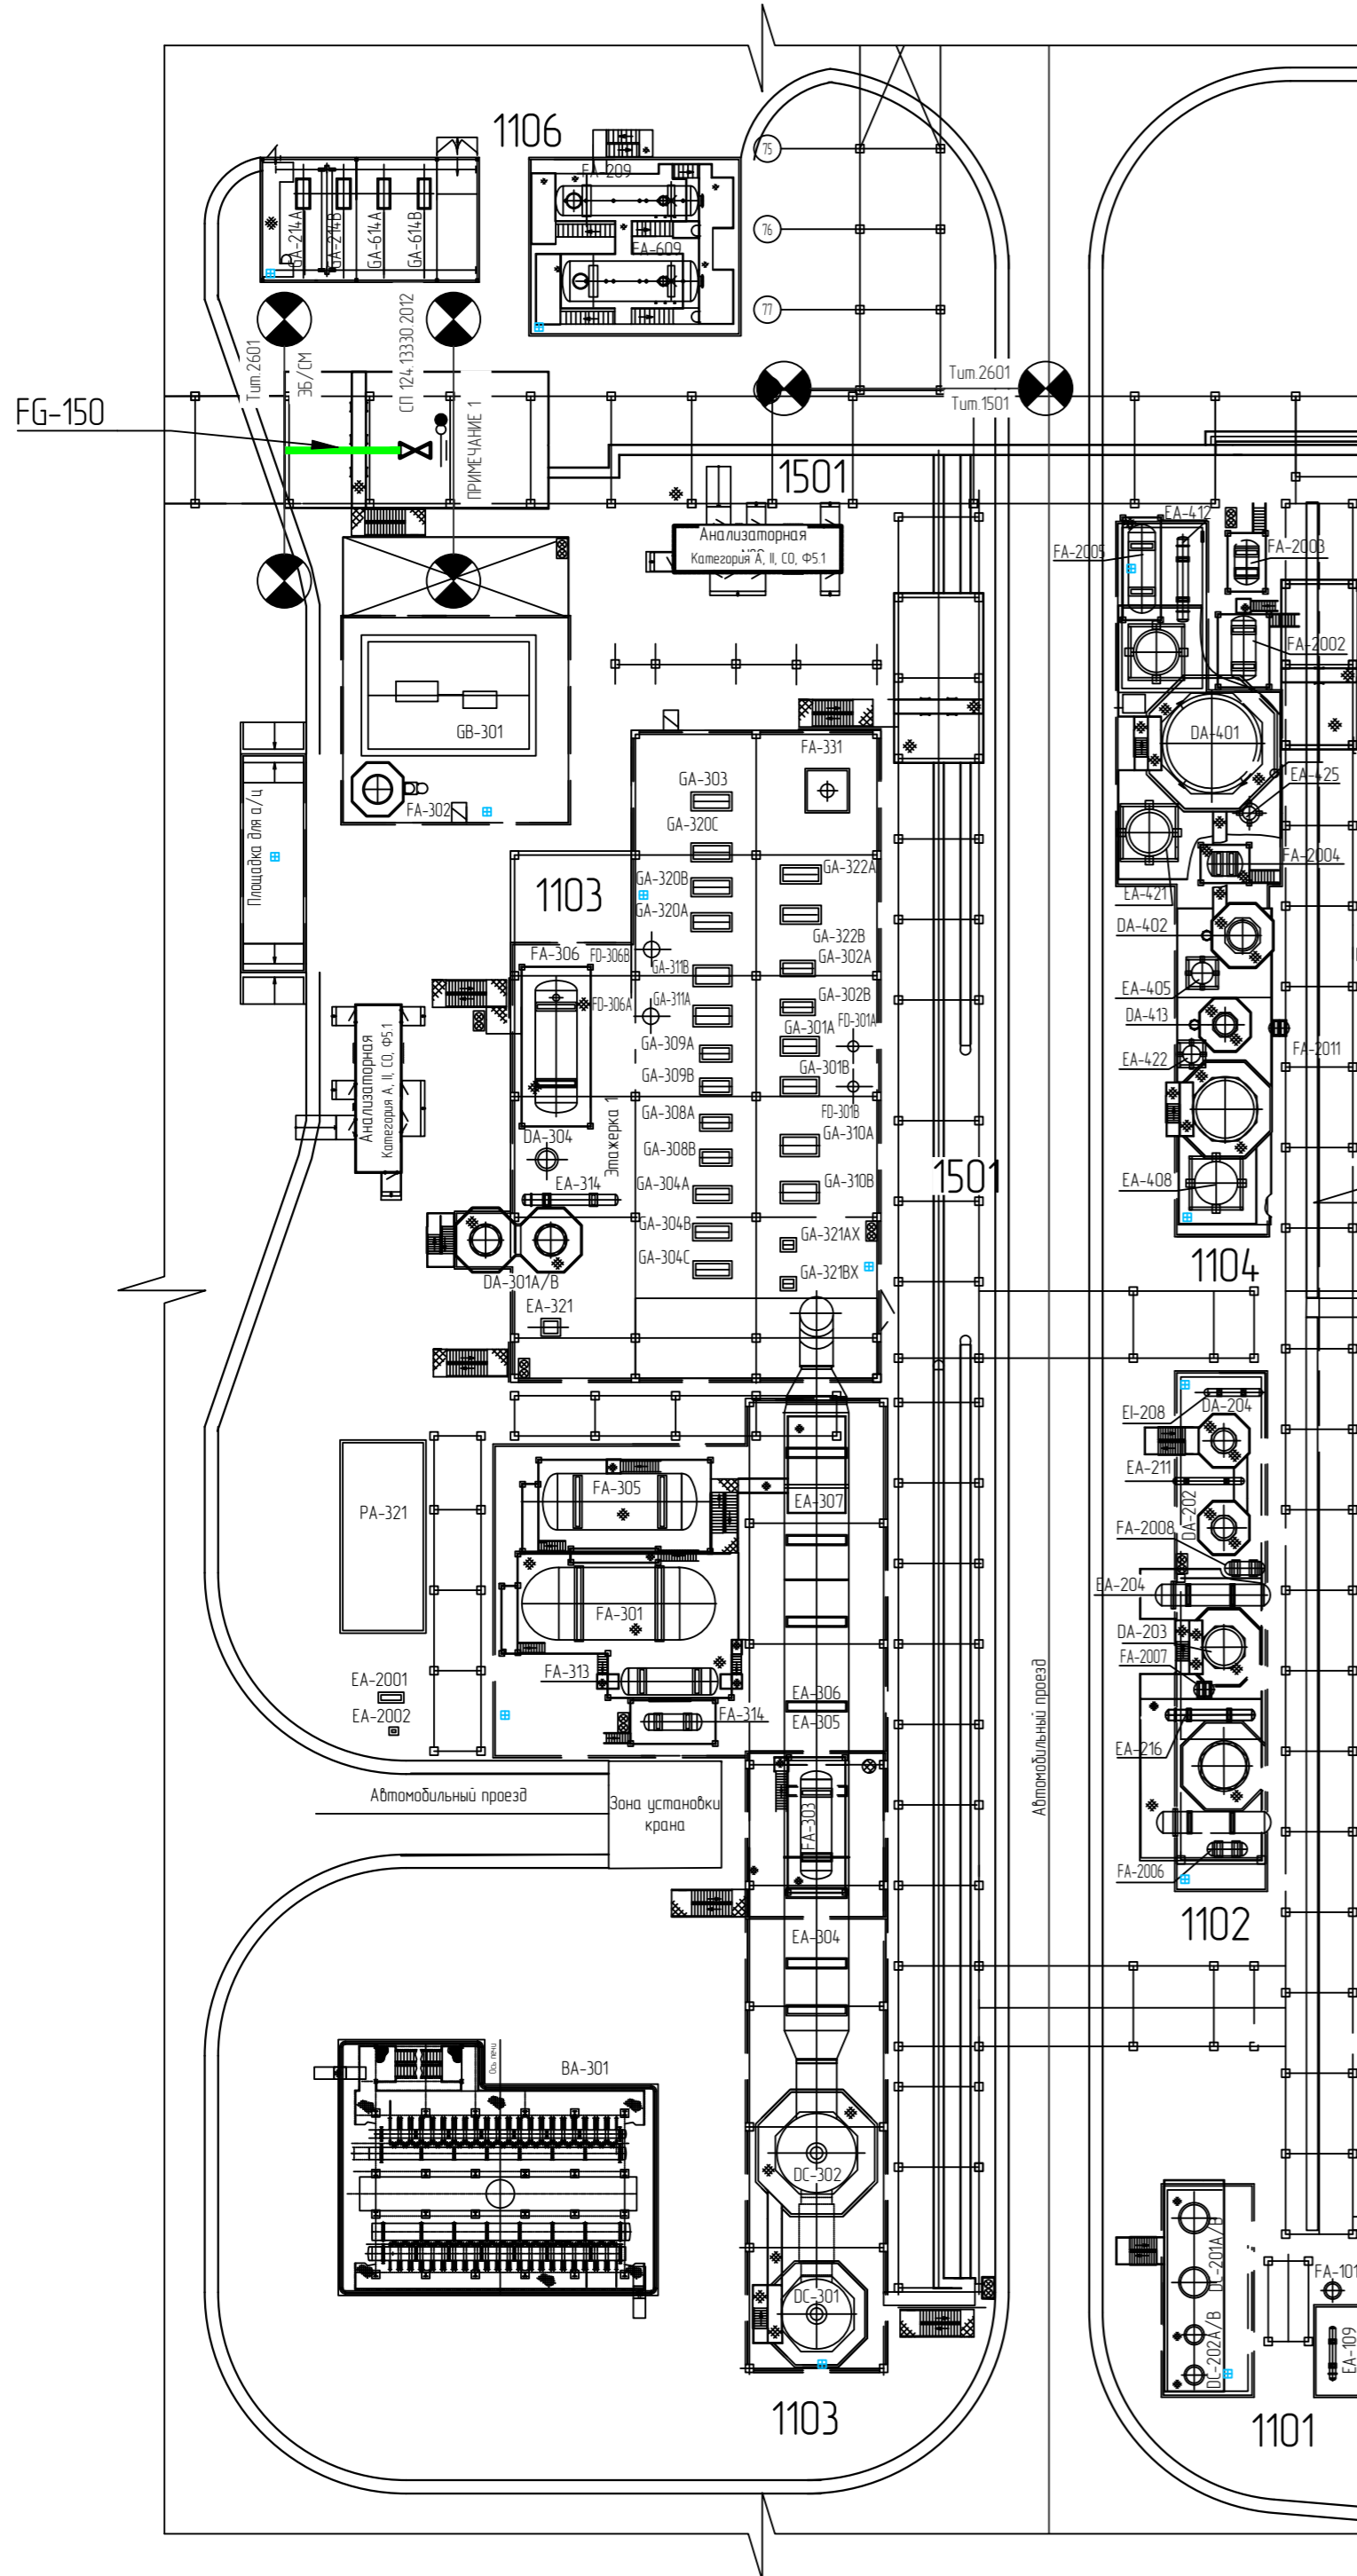 1106
75
FA-209
GA-214A
GA-214B
GA-614A
GA-614B
76
FA-609
77
Тит.2601
ЭБ/СМ
СП 124.13330.2012
ПРИМЕЧАНИЕ 1
Тит.2601
Тит.1501
FG-150
1501
Анализаторная
Категория А, II, С0, Ф5.1
EA-412
FA-2005
FA-2003
FA-2002
GB-301
DA-401
FA-331
EA-425
GA-303
FA-302
GA-320C
Площадка для а/ц
FA-2004
GA-322A
GA-320B
1103
EA-421
GA-320A
DA-402
GA-322B
FA-306
FD-306B
GA-302A
GA-311B
EA-405
FD-306A
GA-311A
GA-302B
DA-413
GA-301A
FD-301A
GA-309A
FA-2011
EA-422
GA-301B
GA-309B
Анализаторная
Категория А, II, С0, Ф5.1
GA-308A
FD-301B
Этажерка 1
DA-304
GA-310A
GA-308B
1501
EA-408
EA-314
GA-304A
GA-310B
GA-304B
GA-321AX
GA-304C
GA-321BX
1104
DA-301A/B
EA-321
EI-208
DA-204
EA-211
FA-305
EA-307
PA-321
DA-202
FA-2008
EA-204
FA-301
DA-203
FA-2007
FA-313
EA-2001
EA-306
EA-2002
FA-314
EA-305
EA-216
Автомобильный проезд
Автомобильный проезд
Зона установки
крана
FA-303
FA-2006
1102
EA-304
Ось печи
BA-301
DC-302
DC-201A/B
DC-301
FA-101
DC-202A/B
EA-109
1103
1101